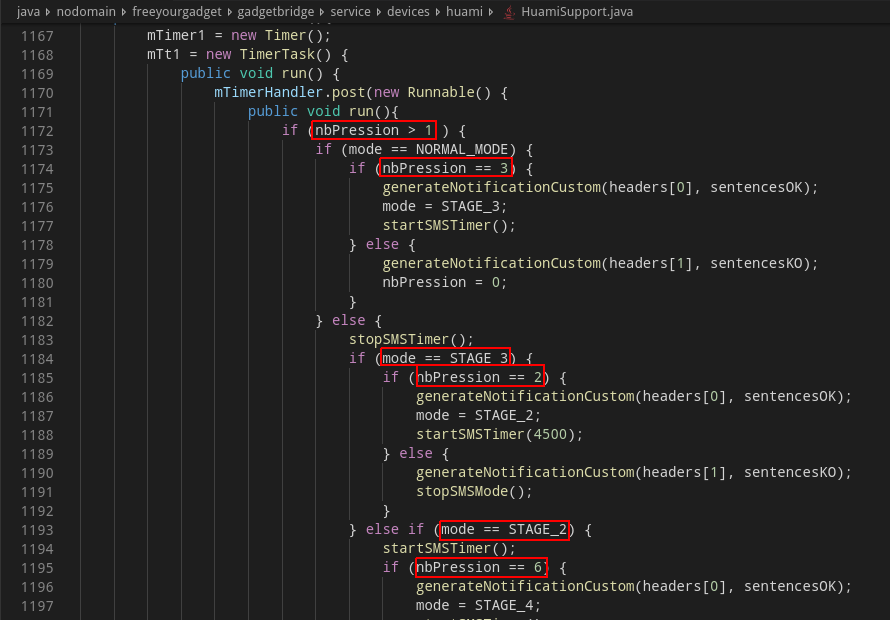 java nodomain freeyourgadget gadgetbridge service devices huami HuamiSupport.java
1167 mTimer1 = new Timer();
1168 mTt1 = new TimerTask() {
1169 public void run() {
1170 mTimerHandler.post(new Runnable() {
1171 public void run(){
1172 if (nbPression > 1 ) {
1173 if (mode == NORMAL_MODE) {
1174 if (nbPression == 3) {
1175 generateNotificationCustom(headers[0], sentencesOK);
1176 mode = STAGE_3;
1177 startSMSTimer();
1178 } else {
1179 generateNotificationCustom(headers[1], sentencesKO);
1180 nbPression = 0;
1181 }
1182 } else {
1183 stopSMSTimer();
1184 if (mode == STAGE_3) {
1185 if (nbPression == 2) {
1186 generateNotificationCustom(headers[0], sentencesOK);
1187 mode = STAGE_2;
1188 startSMSTimer(4500);
1189 } else {
1190 generateNotificationCustom(headers[1], sentencesKO);
1191 stopSMSMode();
1192 }
1193 } else if (mode == STAGE_2) {
1194 startSMSTimer();
1195 if (nbPression == 6) {
1196 generateNotificationCustom(headers[0], sentencesOK);
1197 mode = STAGE_4;